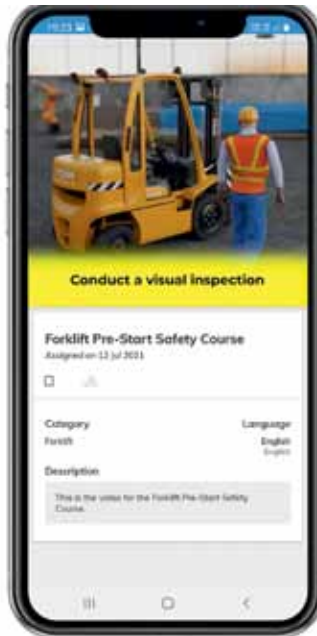 Conduct a visual inspection
Forklift Pre-Start Safety Course
Assigned on 12 Jul 2021
Category
Language
Forklift
English
English
Description
This is the video for the Forklift Pre-Start Safety
Course.